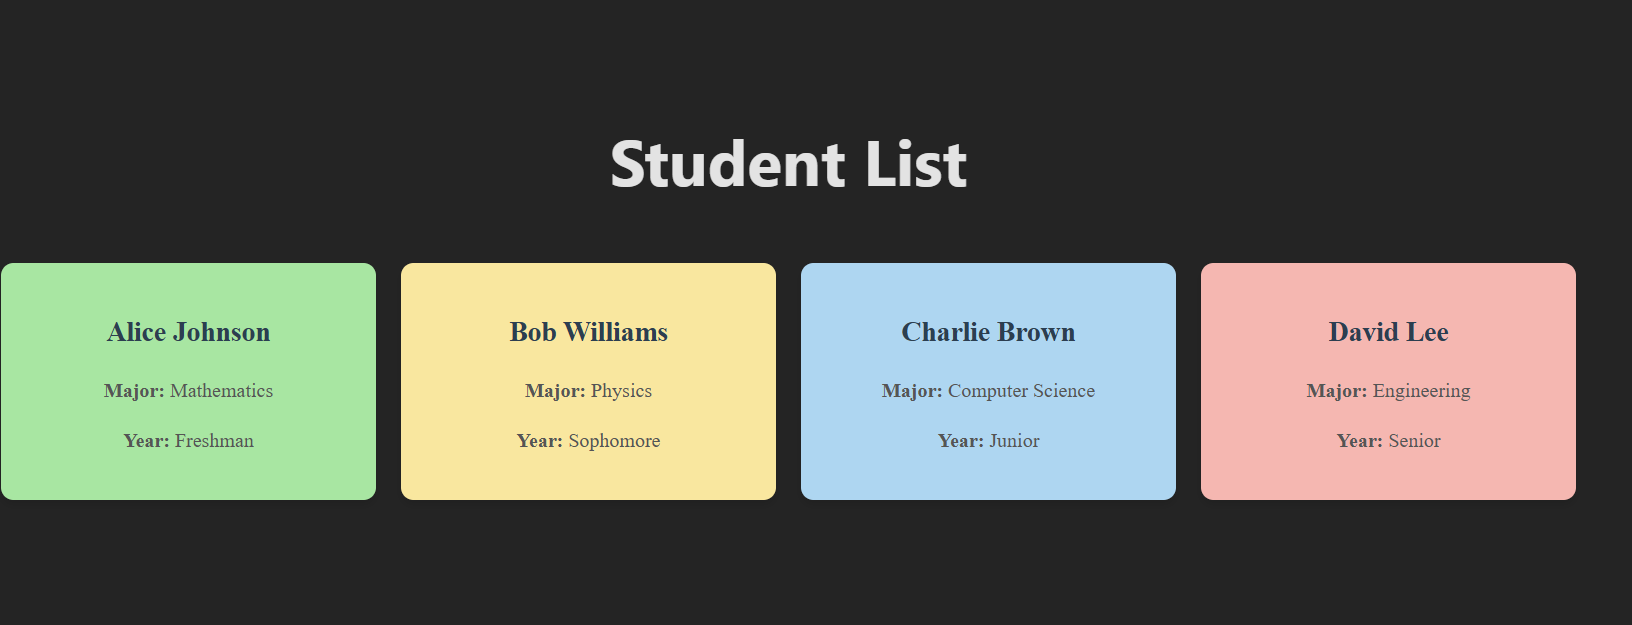 Student List
Alice Johnson
Major: Mathematics
Year: Freshman
Bob Williams
Major: Physics
Year: Sophomore
Charlie Brown
Major: Computer Science
Year: Junior
David Lee
Major: Engineering
Year: Senior